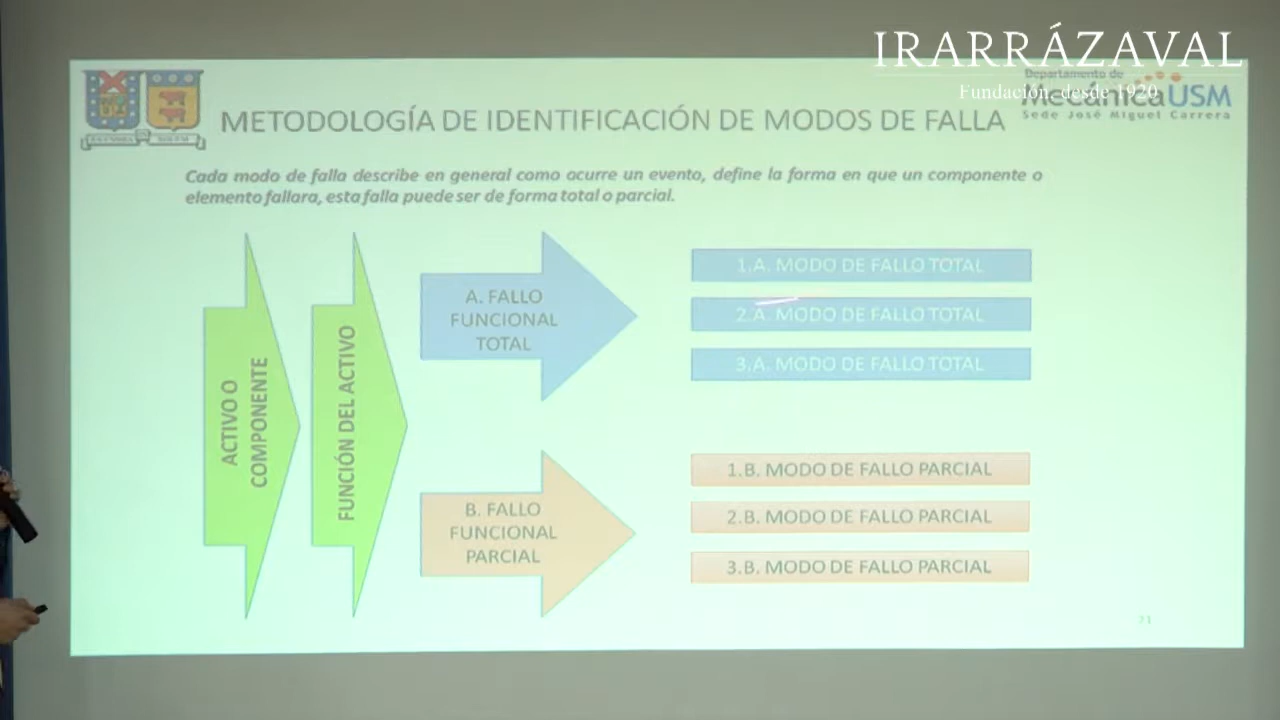 IRARRÁZAVAL
Fundación, desde 1920
Departamento de
Mecánica USM
Sede José Miguel Carrera
METODOLOGÍA DE IDENTIFICACIÓN DE MODOS DE FALLA
Cada modo de falla describe en general como ocurre un evento, define la forma en que un componente o
elemento fallara, esta falla puede ser de forma total o parcial.
ACTIVO O
COMPONENTE
FUNCIÓN DEL ACTIVO
A. FALLO
FUNCIONAL
TOTAL
1.A. MODO DE FALLO TOTAL
2.A. MODO DE FALLO TOTAL
3.A. MODO DE FALLO TOTAL
B. FALLO
FUNCIONAL
PARCIAL
1.B. MODO DE FALLO PARCIAL
2.B. MODO DE FALLO PARCIAL
3.B. MODO DE FALLO PARCIAL
21